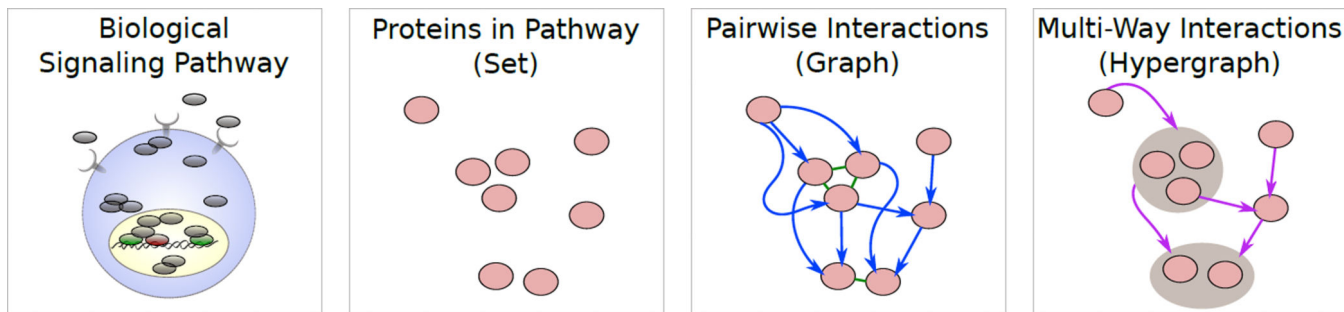 Biological
Signaling Pathway
Proteins in Pathway
(Set)
Pairwise Interactions
(Graph)
Multi-Way Interactions
(Hypergraph)